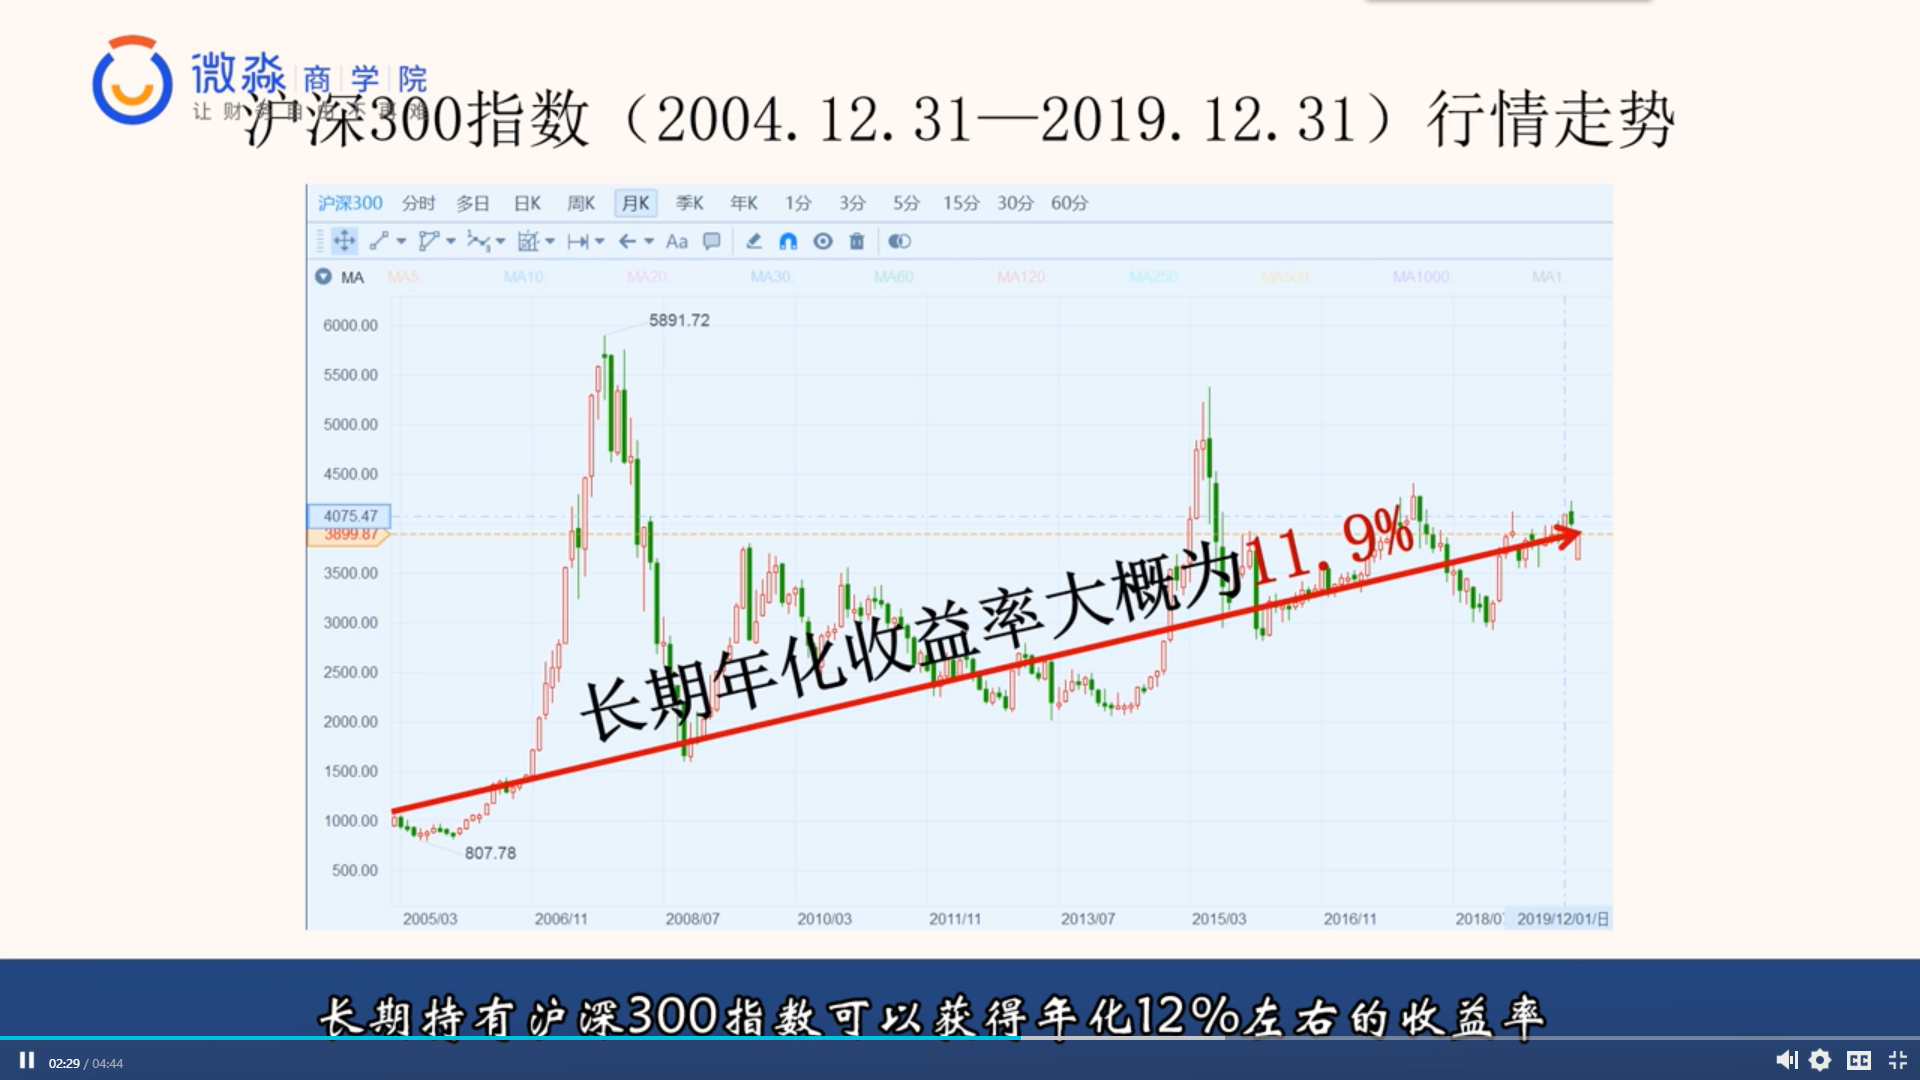 微淼 商学院
让财务自由不再难
沪深300指数（2004.12.31—2019.12.31）行情走势
沪深300 分时 多日 日K 周K 月K 季K 年K 1分 3分 5分 15分 30分 60分
Aa
MA MA5: MA10: MA20: MA30: MA60: MA120: MA250: MA500: MA1000: MA1
5891.72
6000.00
5500.00
5000.00
4500.00
4075.47
3899.87
3500.00
3000.00
2500.00
2000.00
1500.00
1000.00
500.00
长期年化收益率大概为11.9%
807.78
2005/03 2006/11 2008/07 2010/03 2011/11 2013/07 2015/03 2016/11 2018/07 2019/12/01/日
长期持有沪深300指数可以获得年化12%左右的收益率
02:29 / 04:44
CC